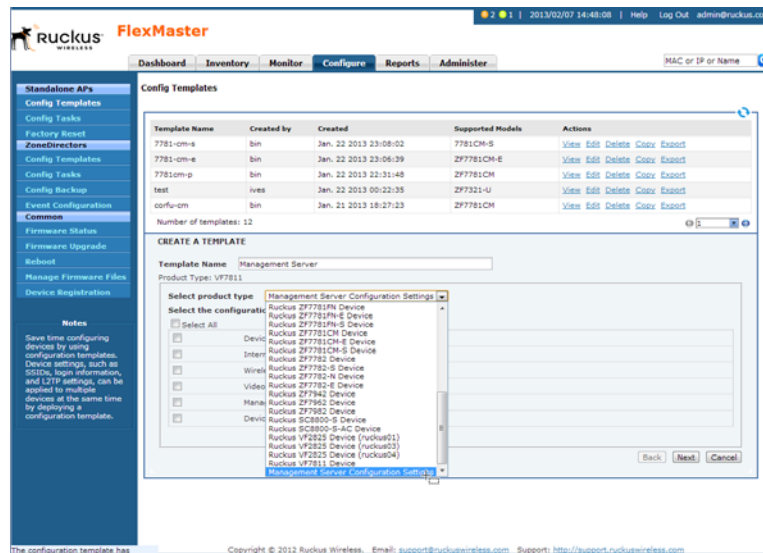 2 1 | 2013/02/07 14:48:08 | Help Log Out admin@ruckus.co
Ruckus WIRELESS FlexMaster
Dashboard Inventory Monitor Configure Reports Administer MAC or IP or Name
Standalone APs
Config Templates
Config Tasks
Factory Reset
ZoneDirectors
Config Templates
Config Tasks
Config Backup
Event Configuration
Common
Firmware Status
Firmware Upgrade
Reboot
Manage Firmware Files
Device Registration
Notes
Save time configuring
devices by using
configuration templates.
Device settings, such as
SSIDs, login information,
and L2TP settings, can be
applied to multiple
devices at the same time
by deploying a
configuration template.
Config Templates
Template Name Created by Created Supported Models Actions
7781-cm-s bin Jan. 22 2013 23:08:02 7781CM-S View Edit Delete Copy Export
7781-cm-e bin Jan. 22 2013 23:06:39 ZF7781CM-E View Edit Delete Copy Export
7781cm-p bin Jan. 22 2013 22:31:48 ZF7781CM View Edit Delete Copy Export
test ives Jan. 22 2013 00:22:35 ZF7321-U View Edit Delete Copy Export
corfu-cm bin Jan. 21 2013 18:27:23 ZF7781CM View Edit Delete Copy Export
Number of templates: 12 1
CREATE A TEMPLATE
Template Name Management Server
Product Type: VF7811
Select product type Management Server Configuration Settings
Select the configuratio
Select All
Devic
Intern
Wirele
Video
Mana
Devic
Ruckus ZF7781FN Device
Ruckus ZF7781FN-E Device
Ruckus ZF7781FN-S Device
Ruckus ZF7781CM Device
Ruckus ZF7781CM-E Device
Ruckus ZF7781CM-S Device
Ruckus ZF7782 Device
Ruckus ZF7782-S Device
Ruckus ZF7782-N Device
Ruckus ZF7782-E Device
Ruckus ZF7942 Device
Ruckus ZF7962 Device
Ruckus ZF7982 Device
Ruckus SC8800-S Device
Ruckus SC8800-S-AC Device
Ruckus VF2825 Device (ruckus01)
Ruckus VF2825 Device (ruckus03)
Ruckus VF2825 Device (ruckus04)
Ruckus VF7811 Device
Management Server Configuration Settings
Back Next Cancel
The configuration template has
Copyright © 2012 Ruckus Wireless. Email: support@ruckuswireless.com Support: http://support.ruckuswireless.com